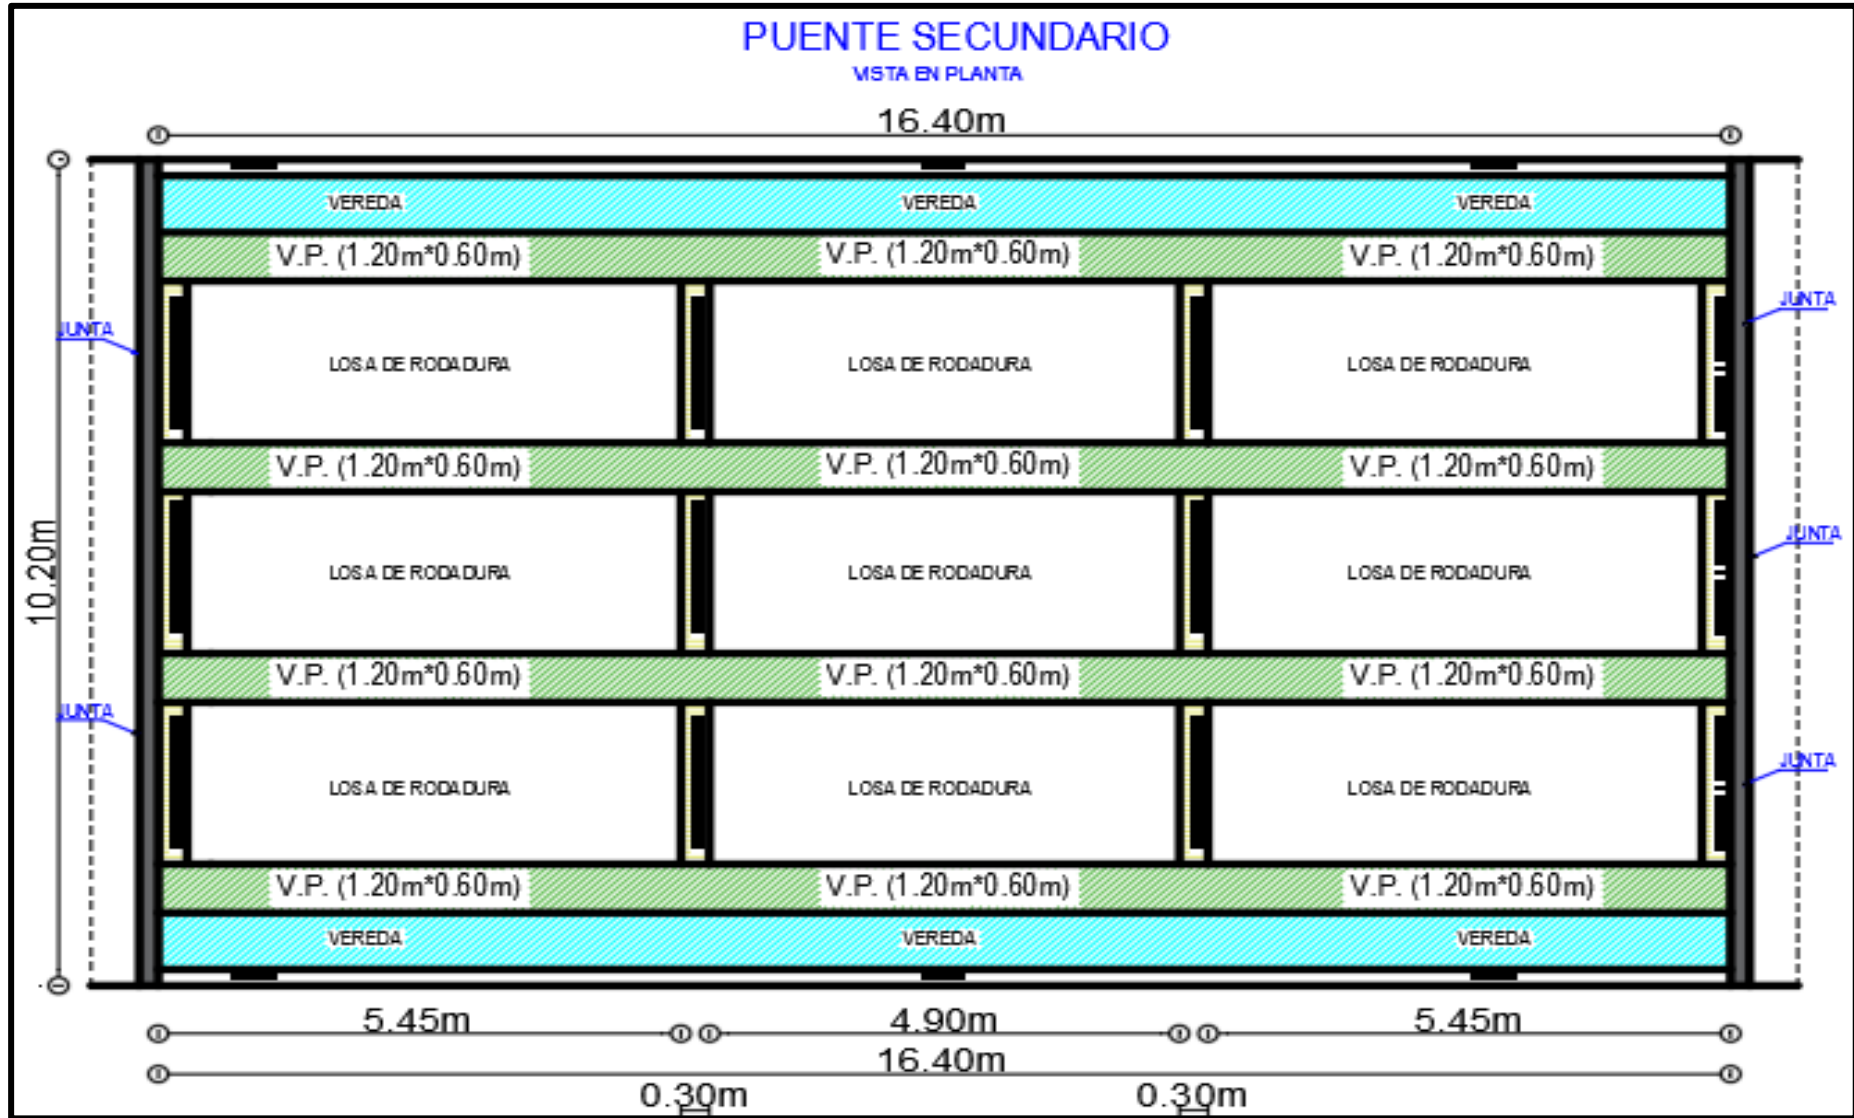 PUENTE SECUNDARIO
VISTA EN PLANTA
16.40m
VEREDA VEREDA VEREDA
V.P. (1.20m*0.60m) V.P. (1.20m*0.60m) V.P. (1.20m*0.60m)
JUNTA
JUNTA
LOSA DE RODADURA LOSA DE RODADURA LOSA DE RODADURA
V.P. (1.20m*0.60m) V.P. (1.20m*0.60m) V.P. (1.20m*0.60m)
JUNTA
10.20m
LOSA DE RODADURA LOSA DE RODADURA LOSA DE RODADURA
V.P. (1.20m*0.60m) V.P. (1.20m*0.60m) V.P. (1.20m*0.60m)
JUNTA
JUNTA
LOSA DE RODADURA LOSA DE RODADURA LOSA DE RODADURA
V.P. (1.20m*0.60m) V.P. (1.20m*0.60m) V.P. (1.20m*0.60m)
VEREDA VEREDA VEREDA
5.45m 4.90m 5.45m
16.40m
0.30m 0.30m